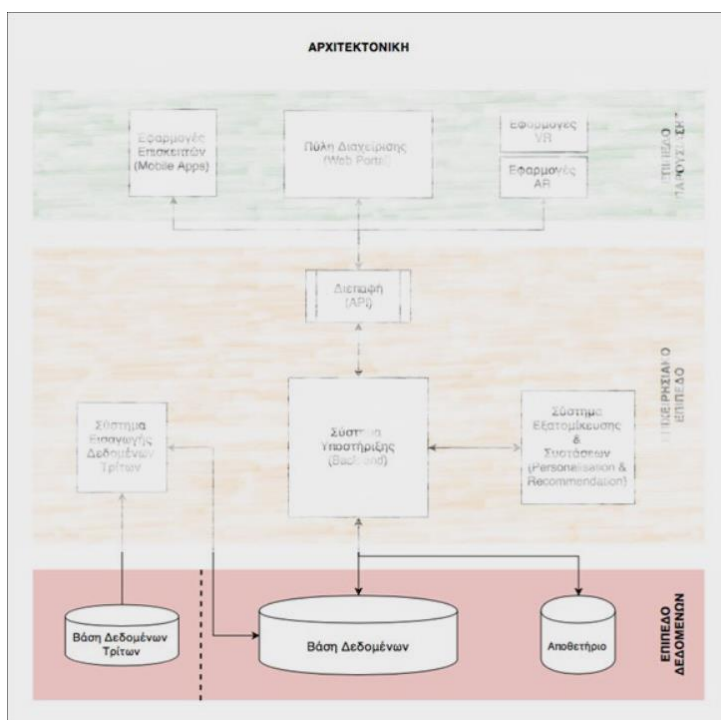 ΑΡΧΙΤΕΚΤΟΝΙΚΗ
Εφαρμογές
Επισκεπτών
(Mobile Apps)
Πύλη Διαχείρισης
(Web Portal)
Εφαρμογές
VR
Εφαρμογές
AR
ΕΠΙΠΕΔΟ
ΠΑΡΟΥΣΙΑΣΗΣ
Διεπαφή
(API)
Σύστημα
Εισαγωγής
Δεδομένων
Τρίτων
Σύστημα
Υποστήριξης
(Backend)
Σύστημα
Εξατομίκευσης
&
Συστάσεων
(Personalisation &
Recommendation)
ΕΠΙΧΕΙΡΗΣΙΑΚΟ
ΕΠΙΠΕΔΟ
Βάση Δεδομένων
Τρίτων
Βάση Δεδομένων
Αποθετήριο
ΕΠΙΠΕΔΟ
ΔΕΔΟΜΕΝΩΝ